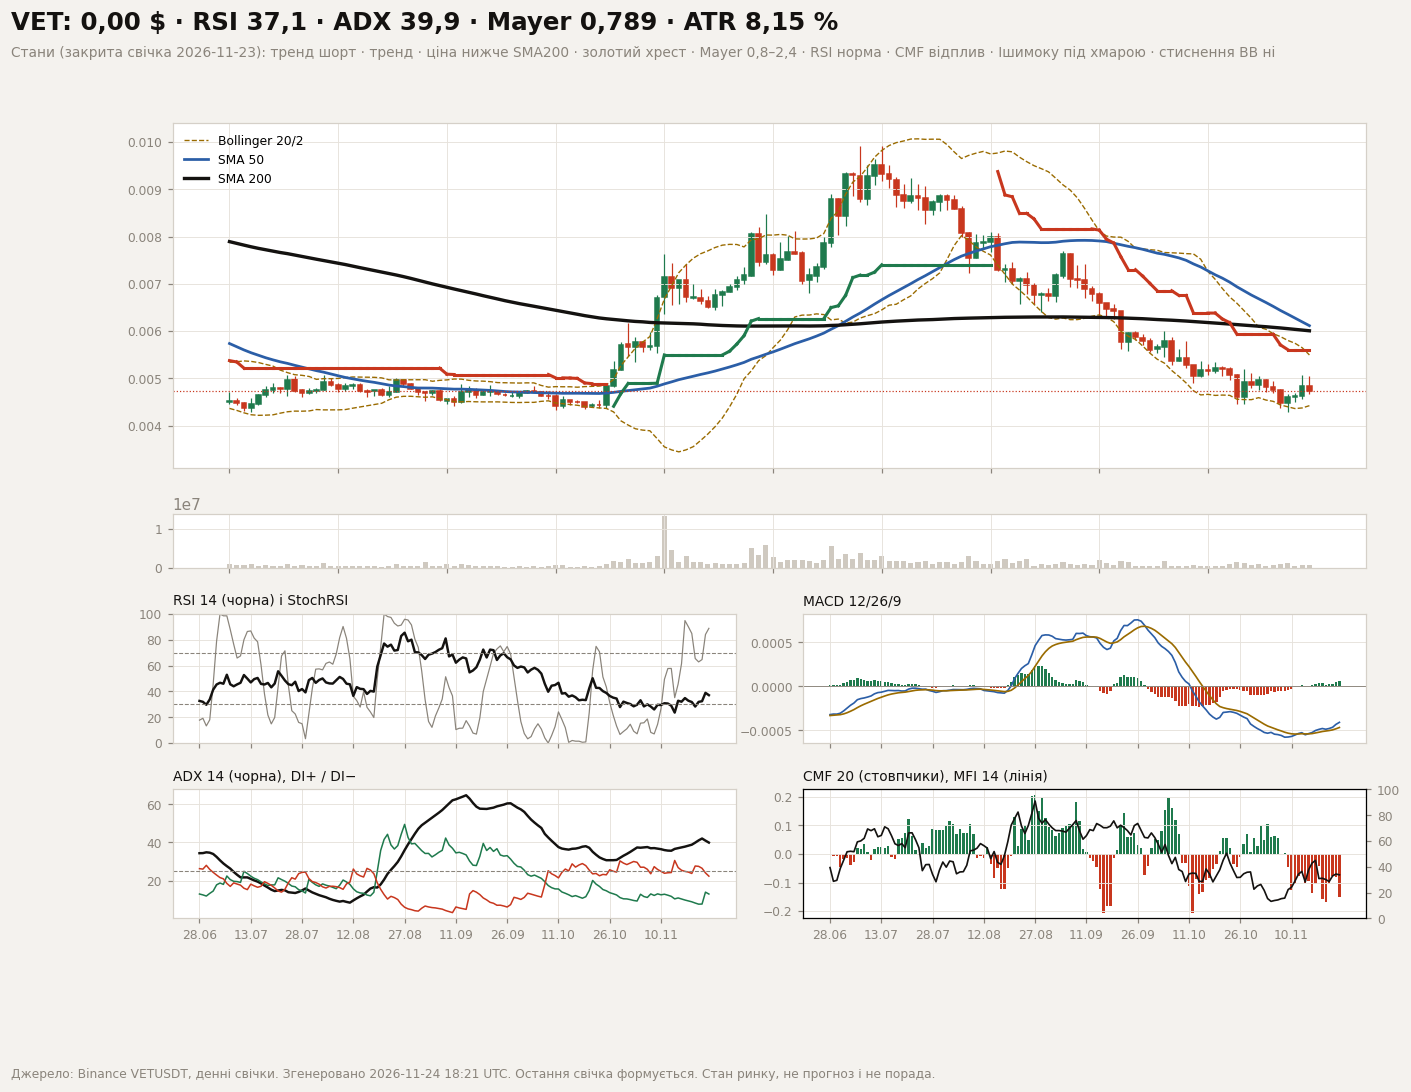 VET: 0,00 $ · RSI 37,1 · ADX 39,9 · Mayer 0,789 · ATR 8,15 %
Стани (закрита свічка 2026-11-23): тренд шорт · тренд · ціна нижче SMA200 · золотий хрест · Mayer 0,8–2,4 · RSI норма · CMF відплив · Ішимоку під хмарою · стиснення BB ні
Bollinger 20/2
SMA 50
SMA 200
0.010
0.009
0.008
0.007
0.006
0.005
0.004
1e7
1
0
RSI 14 (чорна) і StochRSI
100
80
60
40
20
0
MACD 12/26/9
0.0005
0.0000
−0.0005
ADX 14 (чорна), DI+ / DI−
60
40
20
28.06 13.07 28.07 12.08 27.08 11.09 26.09 11.10 26.10 10.11
CMF 20 (стовпчики), MFI 14 (лінія)
0.2
0.1
0.0
−0.1
−0.2
100
80
60
40
20
0
28.06 13.07 28.07 12.08 27.08 11.09 26.09 11.10 26.10 10.11
Джерело: Binance VETUSDT, денні свічки. Згенеровано 2026-11-24 18:21 UTC. Остання свічка формується. Стан ринку, не прогноз і не порада.